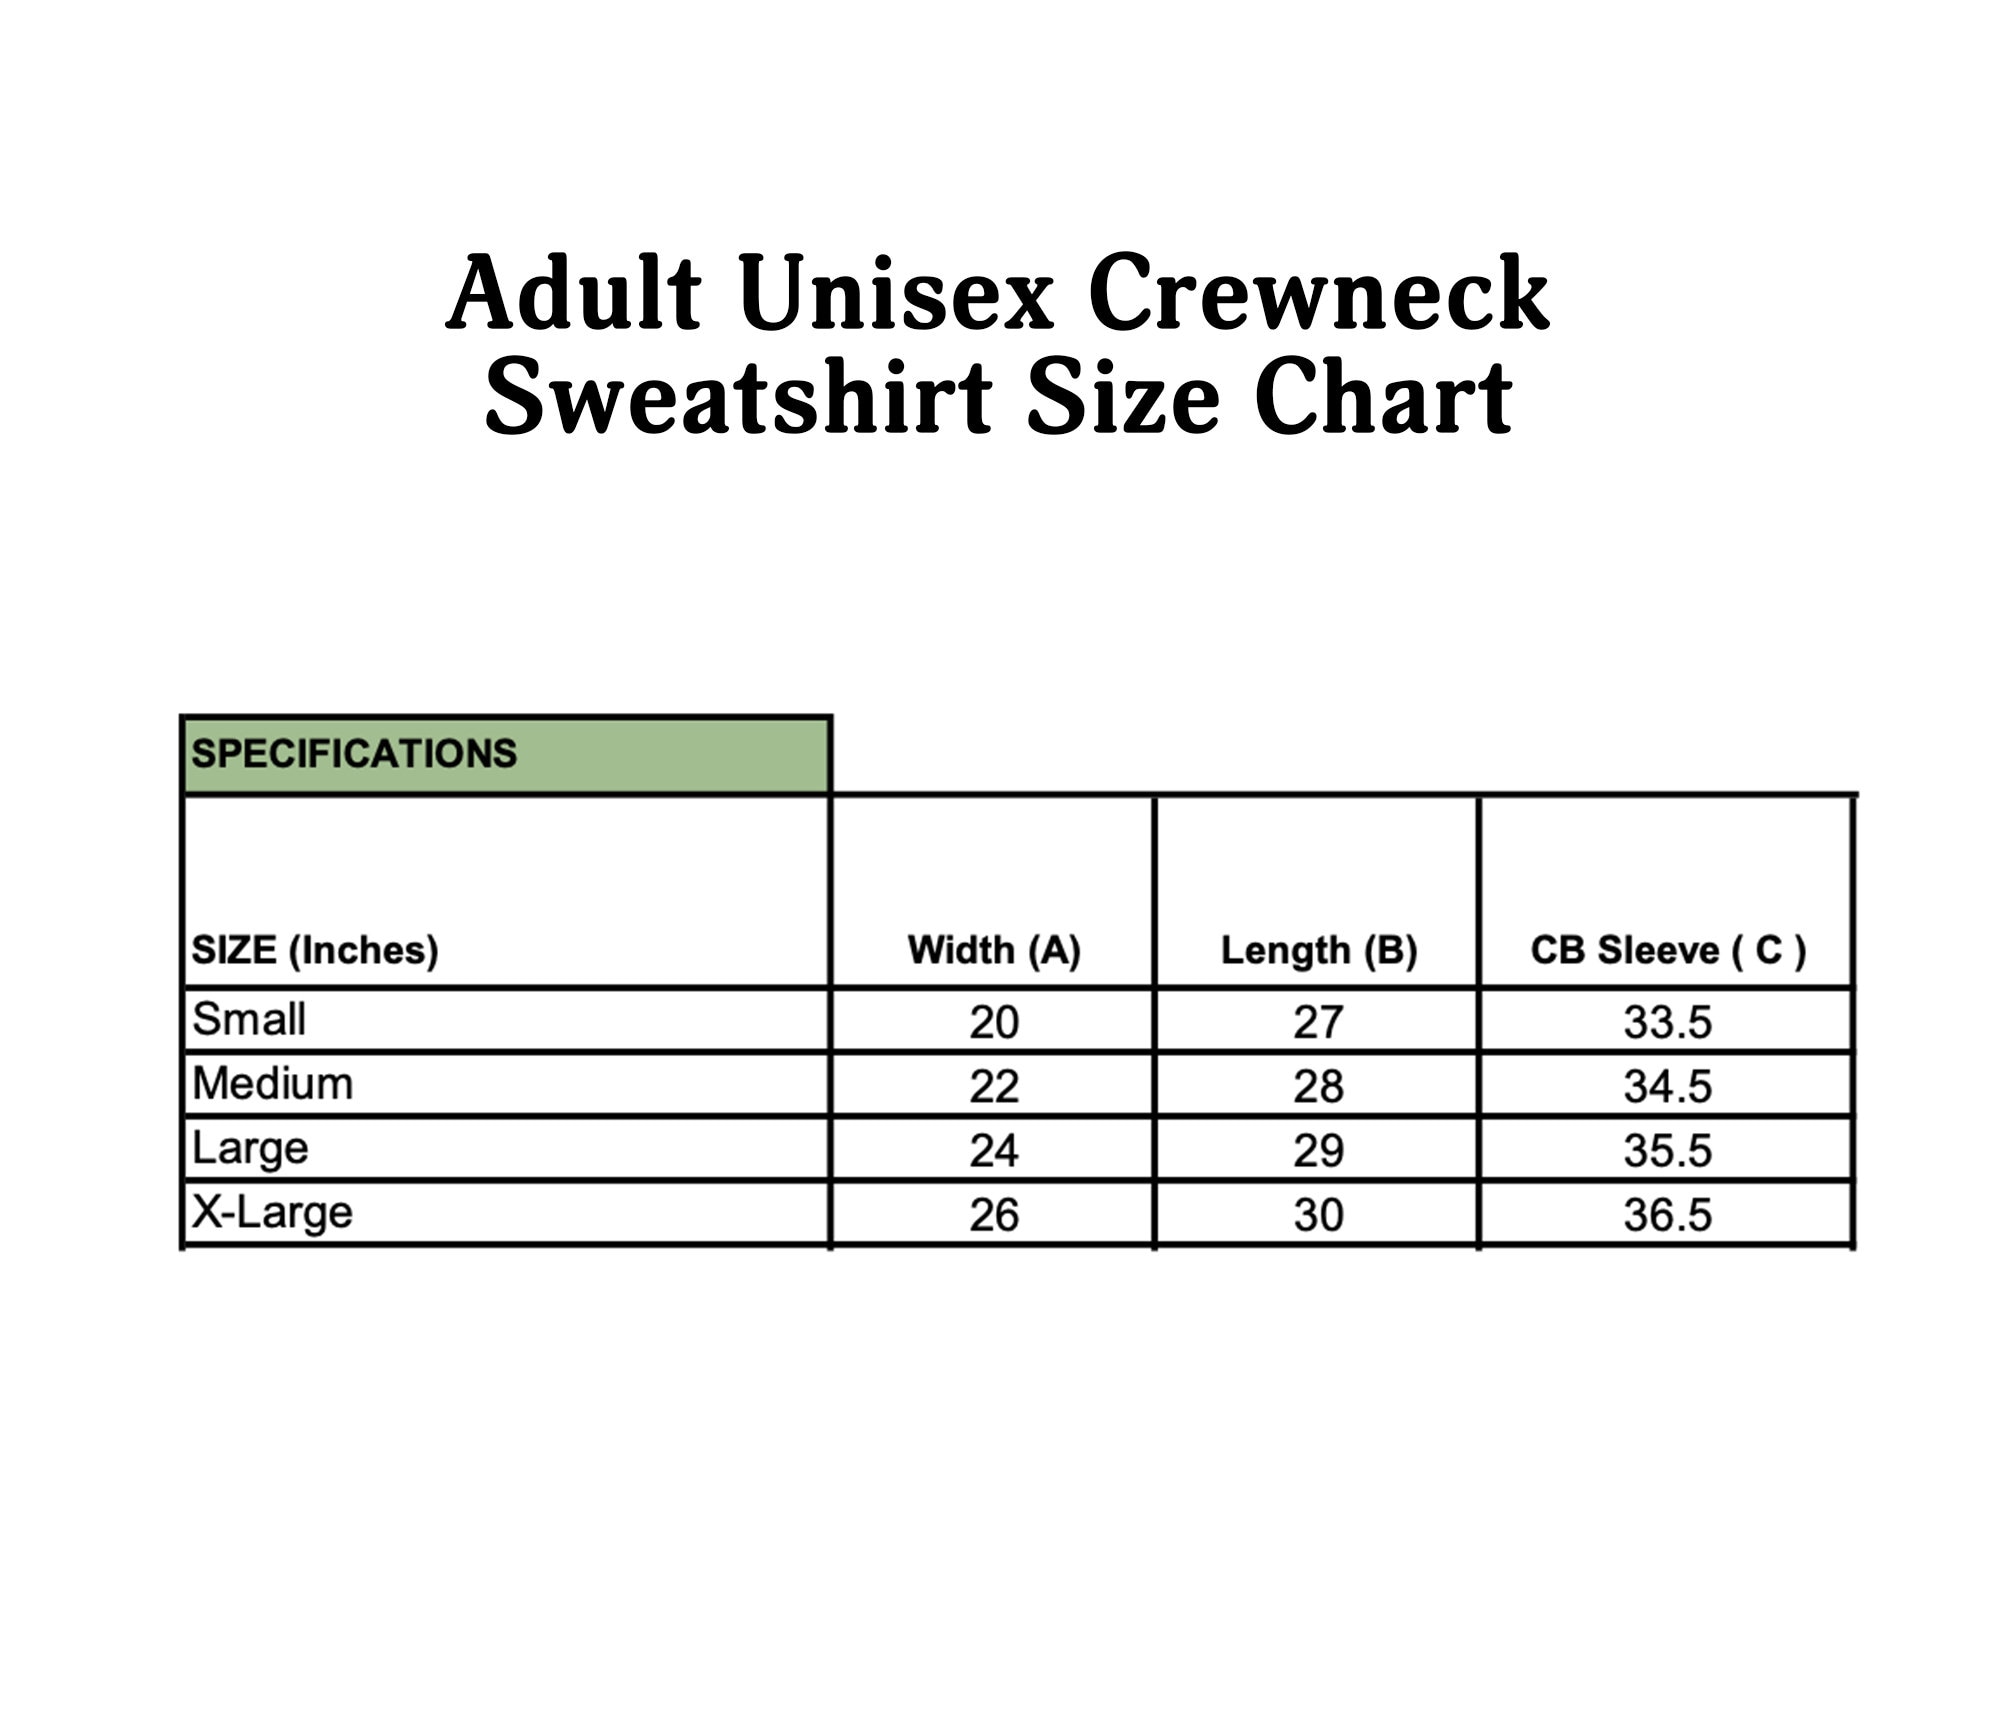 Adult Unisex Crewneck
Sweatshirt Size Chart
SPECIFICATIONS
SIZE (Inches) Width (A) Length (B) CB Sleeve ( C )
Small 20 27 33.5
Medium 22 28 34.5
Large 24 29 35.5
X-Large 26 30 36.5